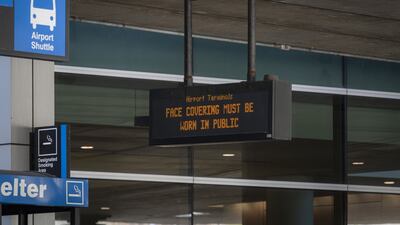 Airport
Shuttle
Airport Terminals
FACE COVERING MUST BE
WORN IN PUBLIC
Designated
Smoking
Area
elter